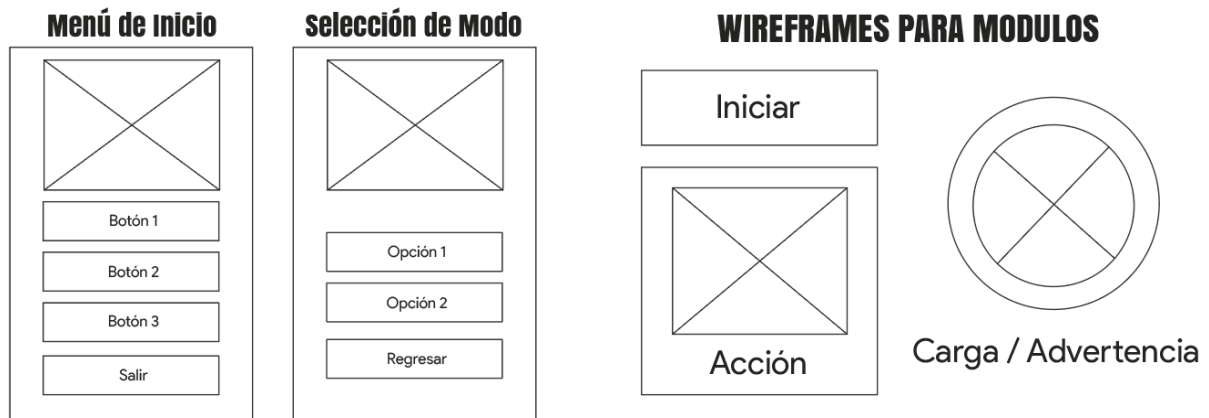 Menú de Inicio
Botón 1
Botón 2
Botón 3
Salir
Selección de Modo
Opción 1
Opción 2
Regresar
WIREFRAMES PARA MODULOS
Iniciar
Acción
Carga / Advertencia